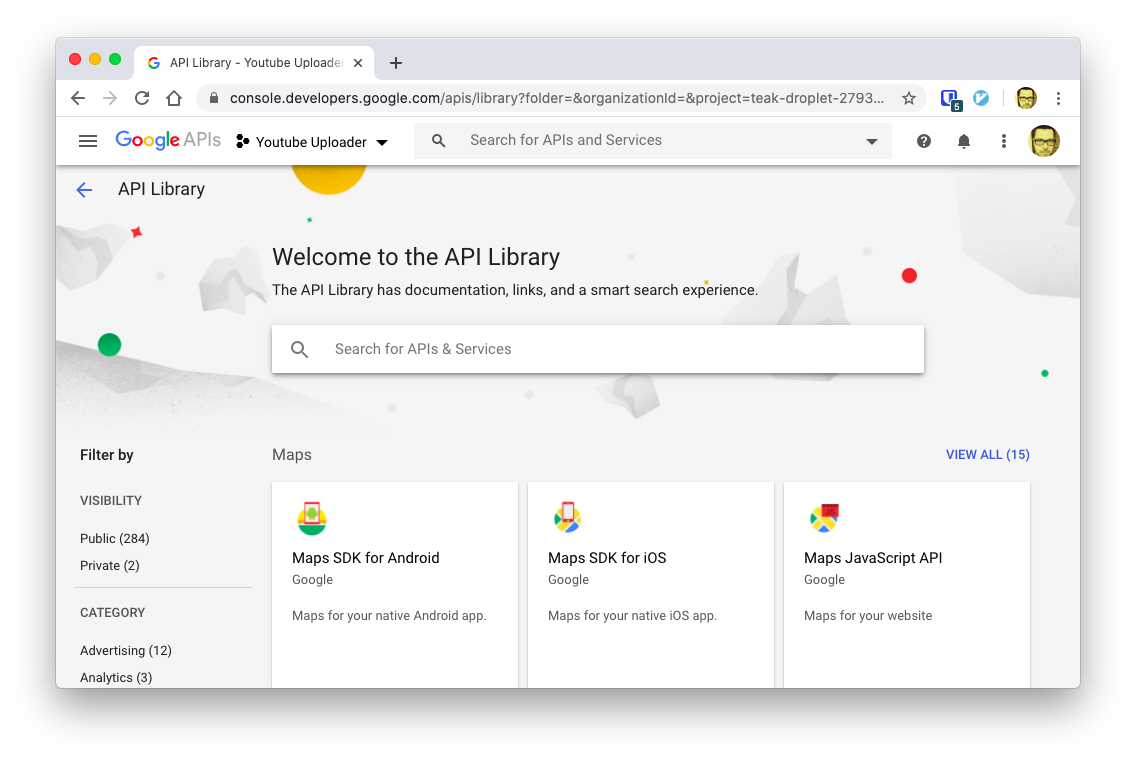 API Library - Youtube Uploader
console.developers.google.com/apis/library?folder=&organizationId=&project=teak-droplet-2793...
5
Google APIs
Youtube Uploader
Search for APIs and Services
API Library
Welcome to the API Library
The API Library has documentation, links, and a smart search experience.
Search for APIs & Services
Filter by
VISIBILITY
Public (284)
Private (2)
CATEGORY
Advertising (12)
Analytics (3)
Maps
VIEW ALL (15)
Maps SDK for Android
Google
Maps for your native Android app.
Maps SDK for iOS
Google
Maps for your native iOS app.
Maps JavaScript API
Google
Maps for your website